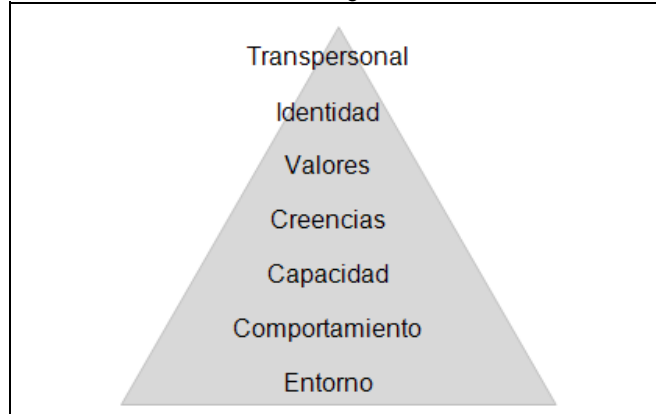 Transpersonal
Identidad
Valores
Creencias
Capacidad
Comportamiento
Entorno